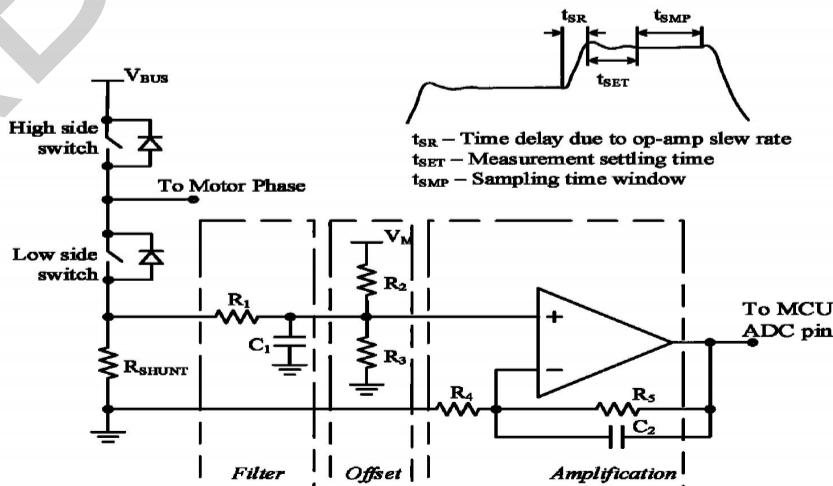 tSR
tSMP
tSET
tSR – Time delay due to op-amp slew rate
tSET – Measurement settling time
tSMP – Sampling time window
VBUS
High side
switch
To Motor Phase
Low side
switch
VM
R2
R1
C1
R3
RSHUNT
+
−
To MCU
ADC pin
R4
R5
C2
Filter
Offset
Amplification